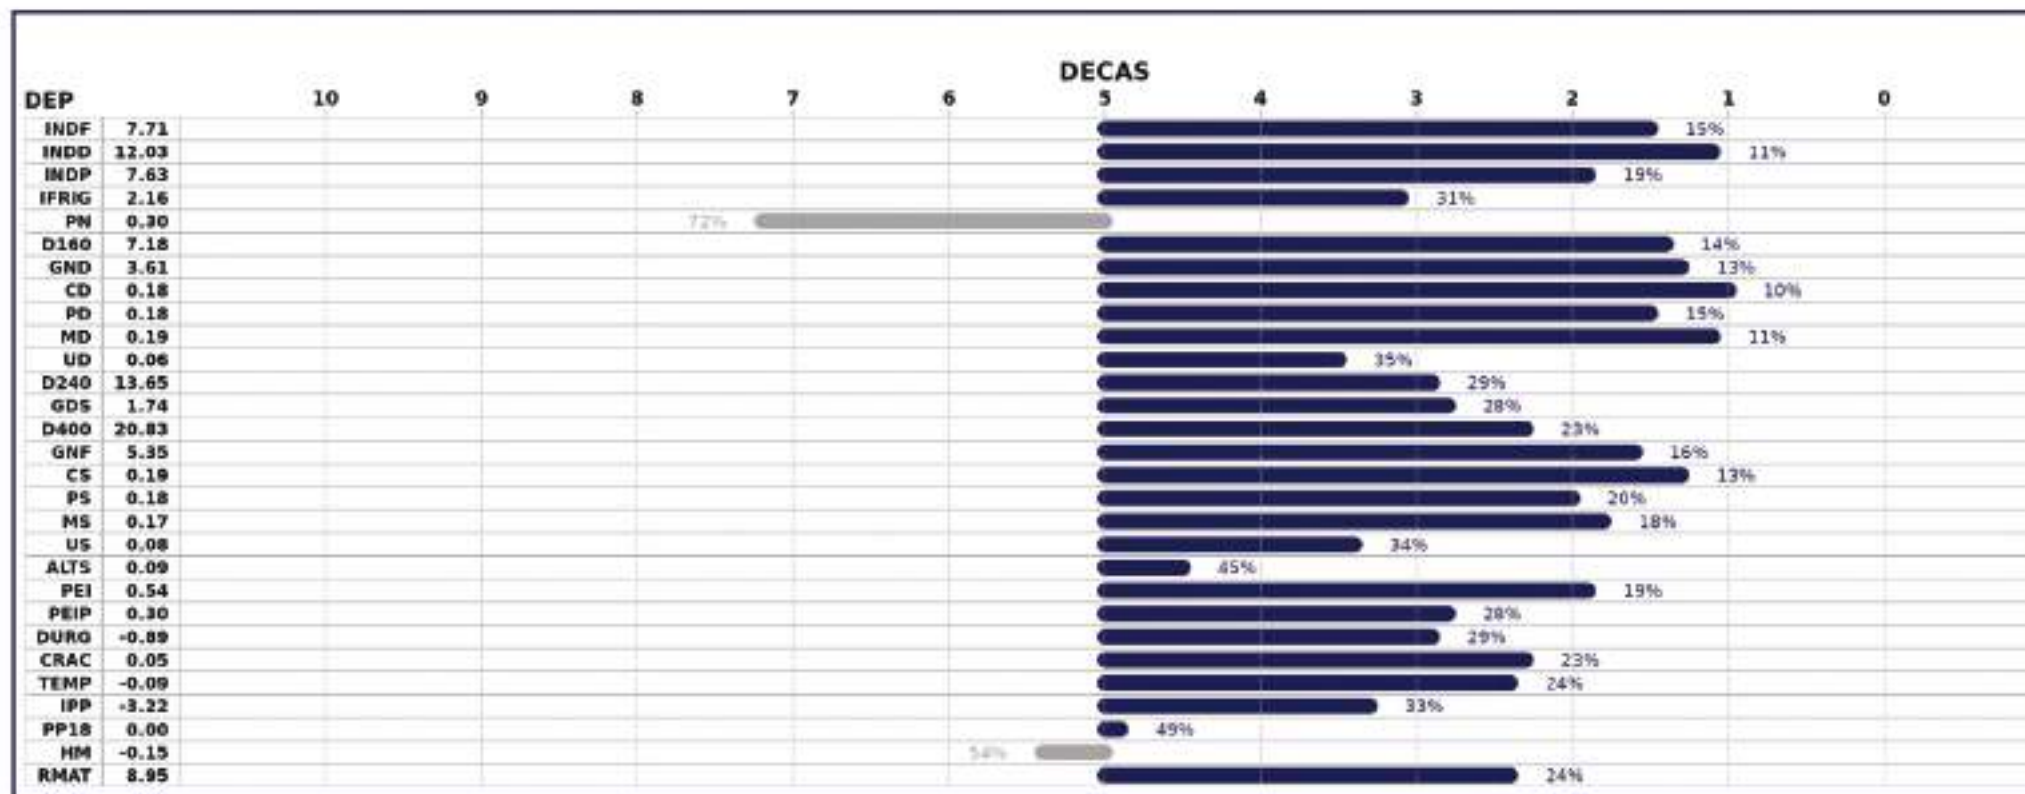 DECAS
DEP 10 9 8 7 6 5 4 3 2 1 0
INDF 7.71 15%
INDD 12.03 11%
INDP 7.63 19%
IFRIG 2.16 31%
PN 0.30 72%
D160 7.18 14%
GND 3.61 13%
CD 0.18 10%
PD 0.18 15%
MD 0.19 11%
UD 0.06 35%
D240 13.65 29%
GDS 1.74 28%
D400 20.83 23%
GNF 5.35 16%
CS 0.19 13%
PS 0.18 20%
MS 0.17 18%
US 0.08 34%
ALTS 0.09 45%
PEI 0.54 19%
PEIP 0.30 28%
DURG -0.89 29%
CRAC 0.05 23%
TEMP -0.09 24%
IPP -3.22 33%
PP18 0.00 49%
HM -0.15 54%
RMAT 8.95 24%